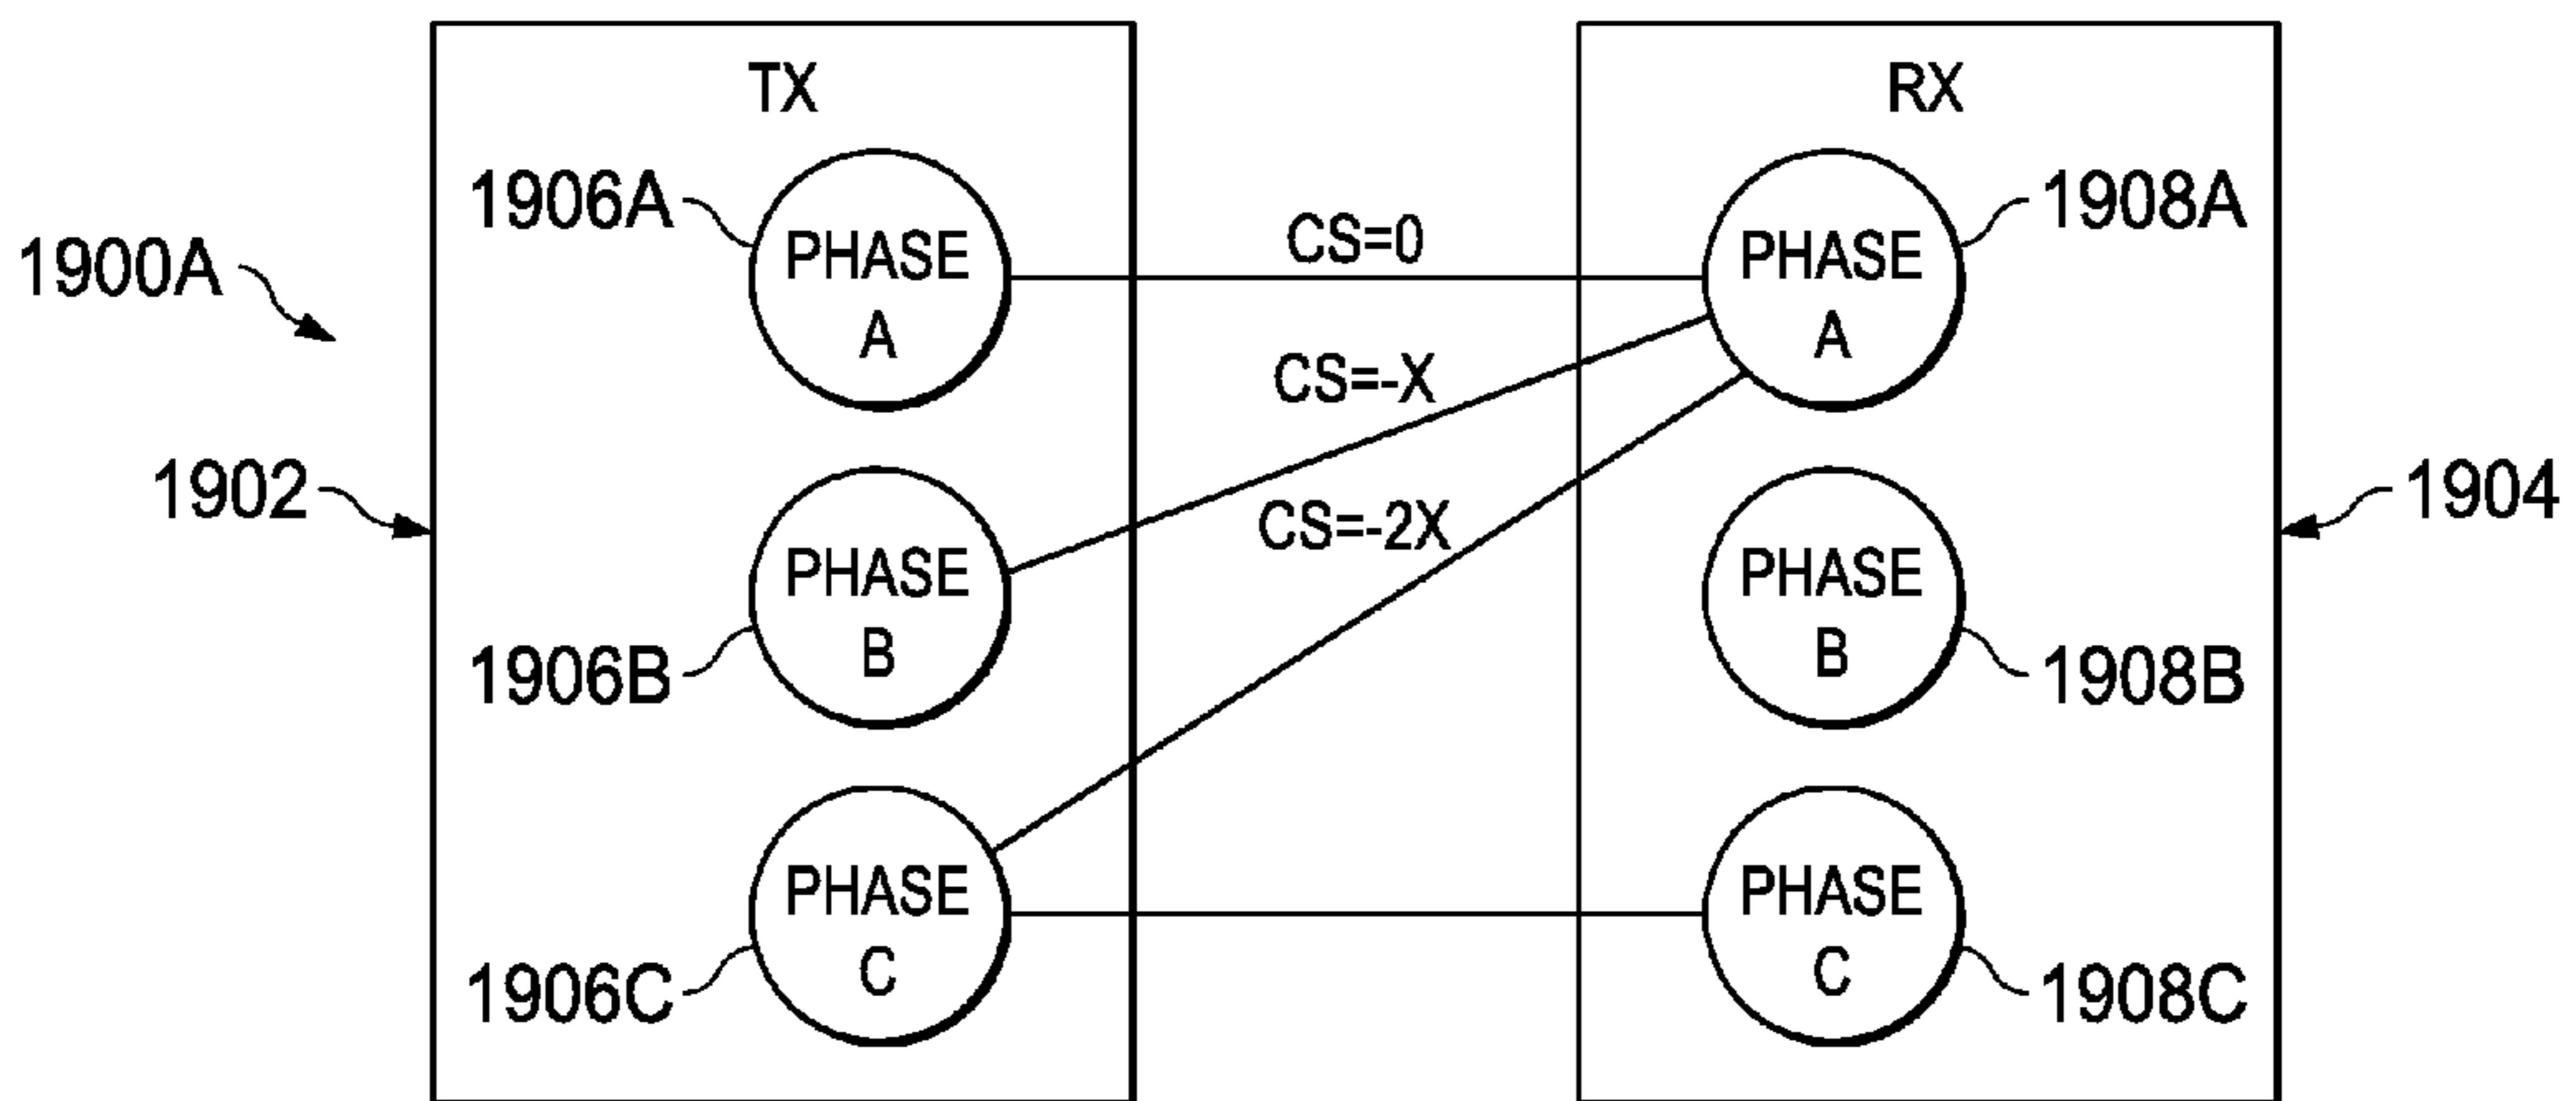 TX
RX
1906A
PHASE
A
CS=0
PHASE
A
1908A
1900A
CS=-X
1902
CS=-2X
1904
PHASE
B
PHASE
B
1906B
1908B
PHASE
C
PHASE
C
1906C
1908C